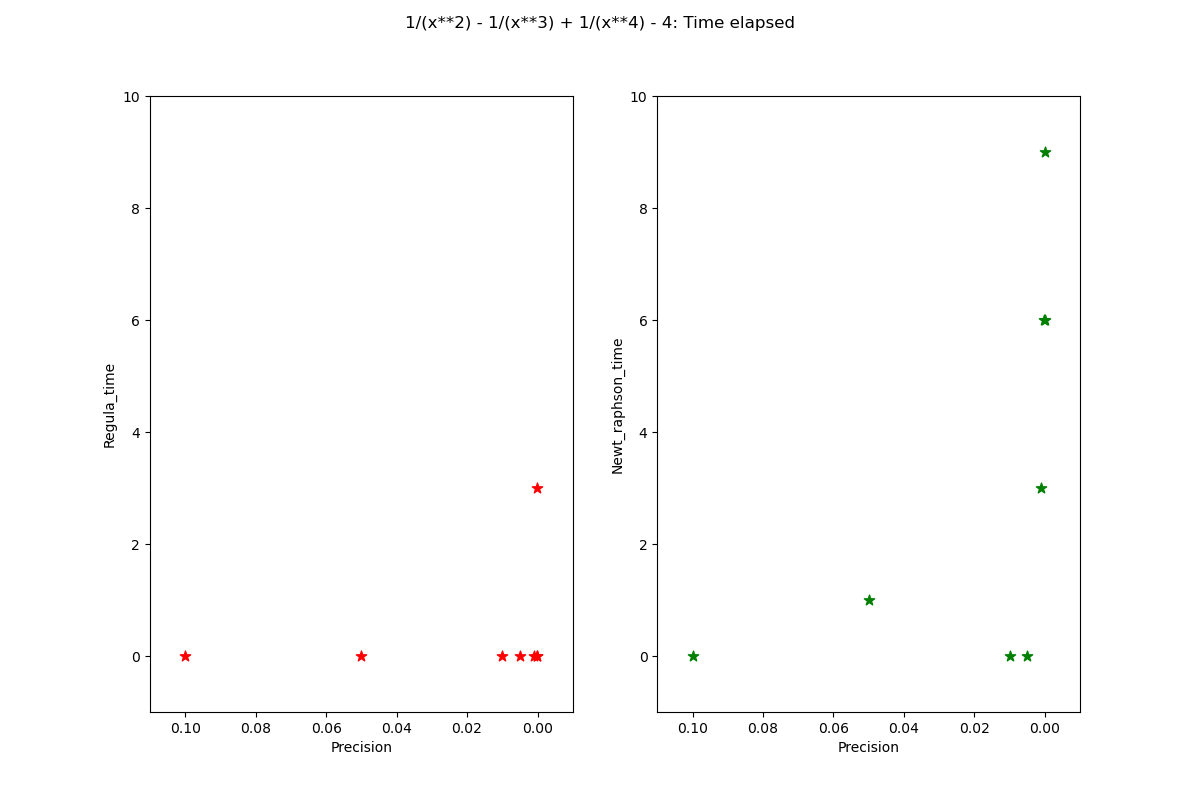 1/(x**2) - 1/(x**3) + 1/(x**4) - 4: Time elapsed
10
8
6
4
2
0
Regula_time
0.10 0.08 0.06 0.04 0.02 0.00
Precision
10
8
6
4
2
0
Newt_raphson_time
0.10 0.08 0.06 0.04 0.02 0.00
Precision